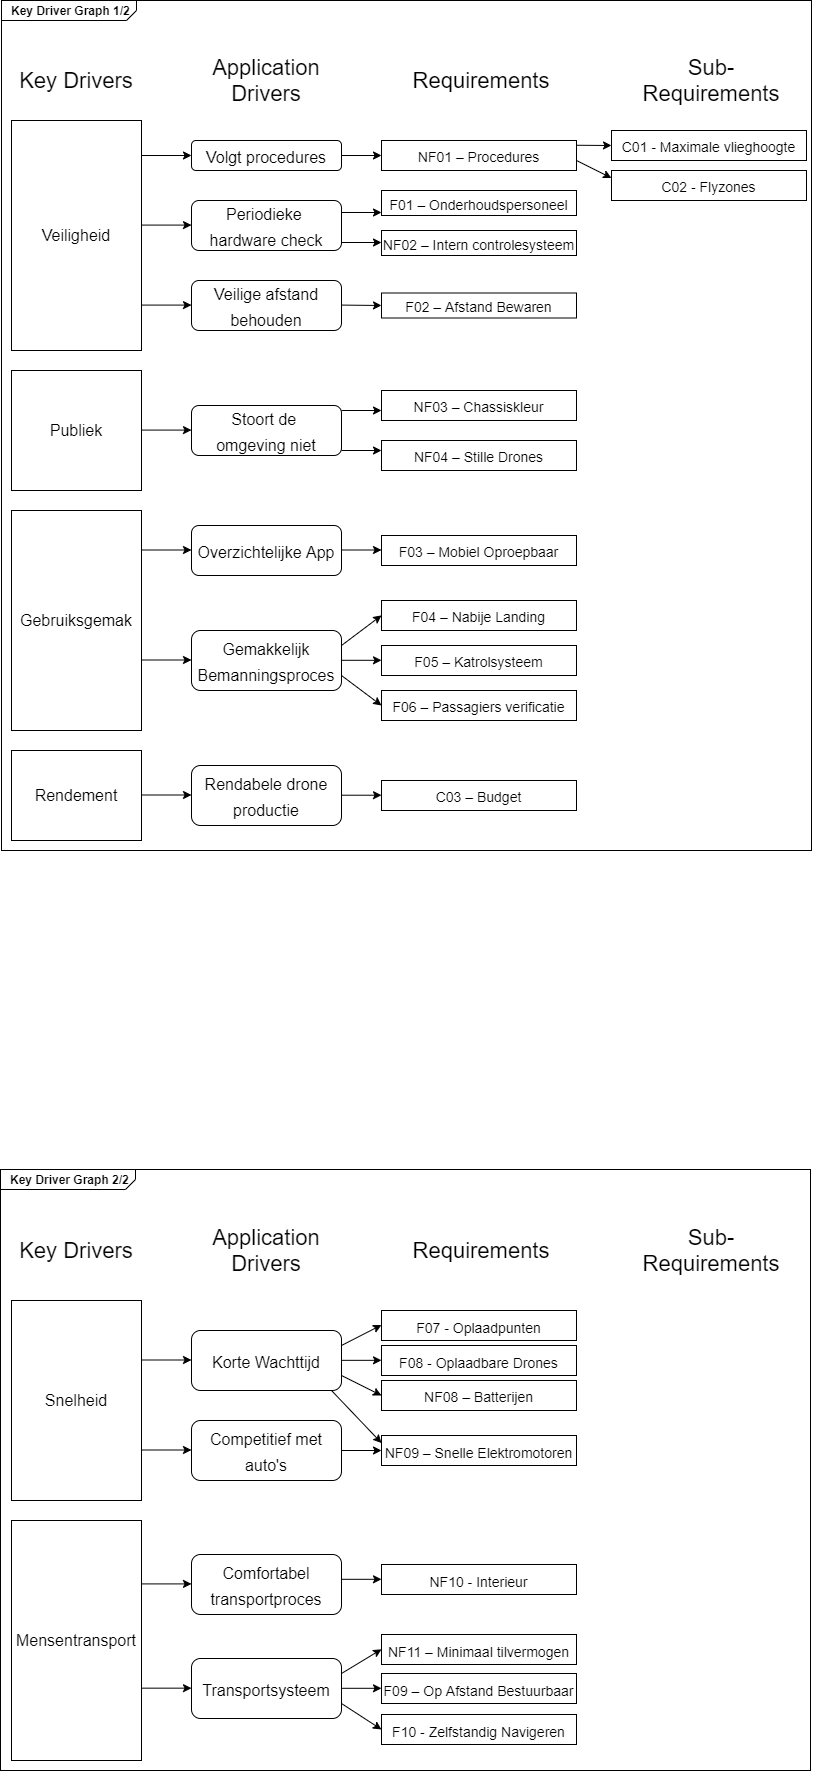 Key Driver Graph 1/2
Key Drivers
Application
Drivers
Requirements
Sub-
Requirements
Veiligheid
Volgt procedures
NF01 – Procedures
C01 - Maximale vlieghoogte
C02 - Flyzones
Periodieke
hardware check
F01 – Onderhoudspersoneel
NF02 – Intern controlesysteem
Veilige afstand
behouden
F02 – Afstand Bewaren
Publiek
Stoort de
omgeving niet
NF03 – Chassiskleur
NF04 – Stille Drones
Gebruiksgemak
Overzichtelijke App
F03 – Mobiel Oproepbaar
Gemakkelijk
Bemanningsproces
F04 – Nabije Landing
F05 – Katrolsysteem
F06 – Passagiers verificatie
Rendement
Rendabele drone
productie
C03 – Budget
Key Driver Graph 2/2
Key Drivers
Application
Drivers
Requirements
Sub-
Requirements
Snelheid
Korte Wachttijd
F07 - Oplaadpunten
F08 - Oplaadbare Drones
NF08 – Batterijen
Competitief met
auto's
NF09 – Snelle Elektromotoren
Mensentransport
Comfortabel
transportproces
NF10 - Interieur
Transportsysteem
NF11 – Minimaal tilvermogen
F09 – Op Afstand Bestuurbaar
F10 - Zelfstandig Navigeren